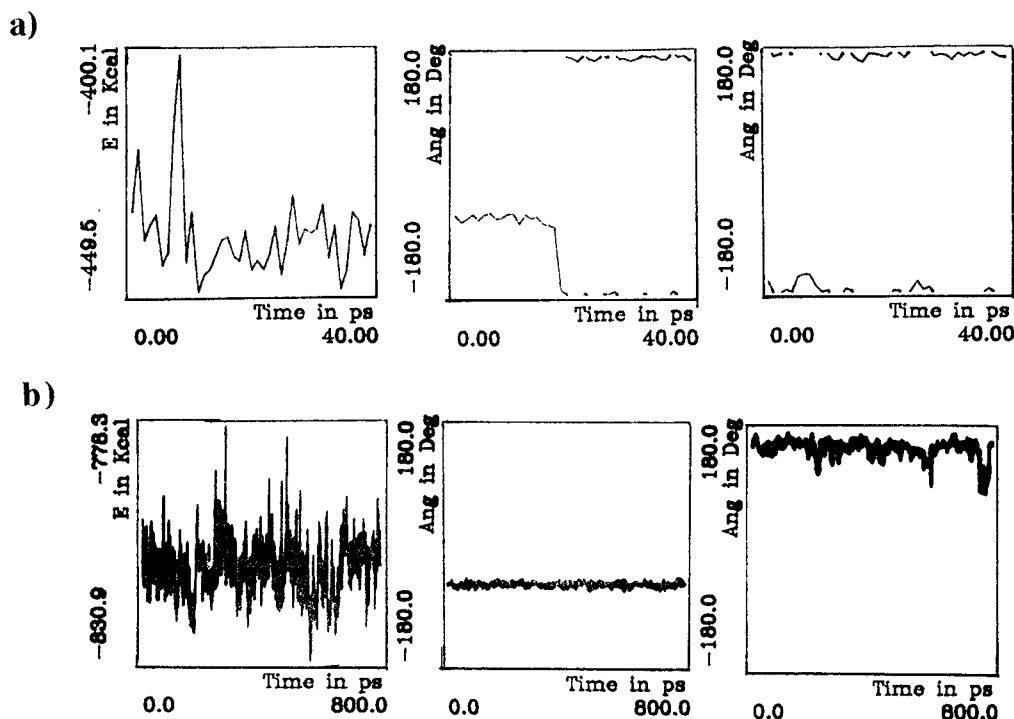 a)
-400.1
E in Kcal
-449.5
Time in ps
0.00 40.00
180.0
Ang in Deg
-180.0
Time in ps
0.00 40.00
180.0
Ang in Deg
-180.0
Time in ps
0.00 40.00
b)
-778.3
E in Kcal
-830.9
Time in ps
0.0 800.0
180.0
Ang in Deg
-180.0
Time in ps
0.0 800.0
180.0
Ang in Deg
-180.0
Time in ps
0.0 800.0